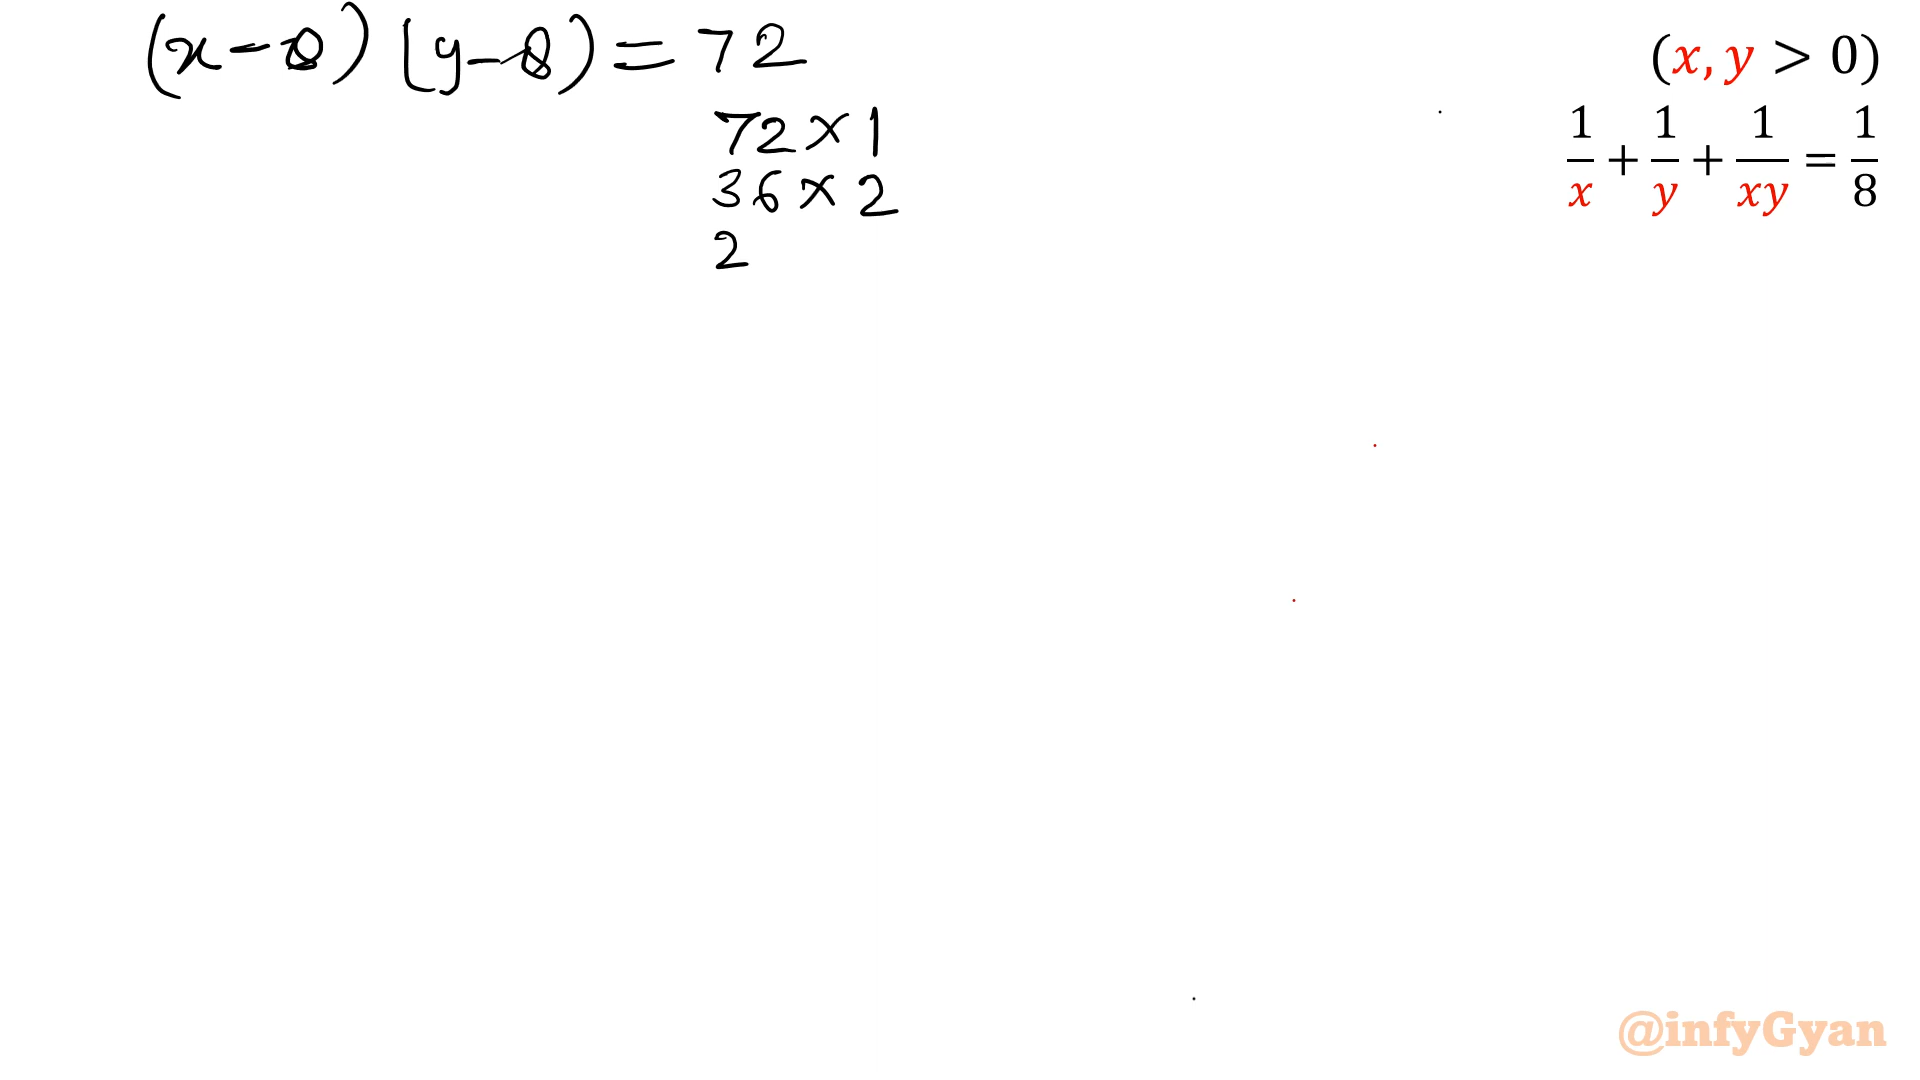 (x-8) (y-8) = 72
72 × 1
36 × 2
2
(x, y > 0)
1/x + 1/y + 1/xy = 1/8
@infyGyan